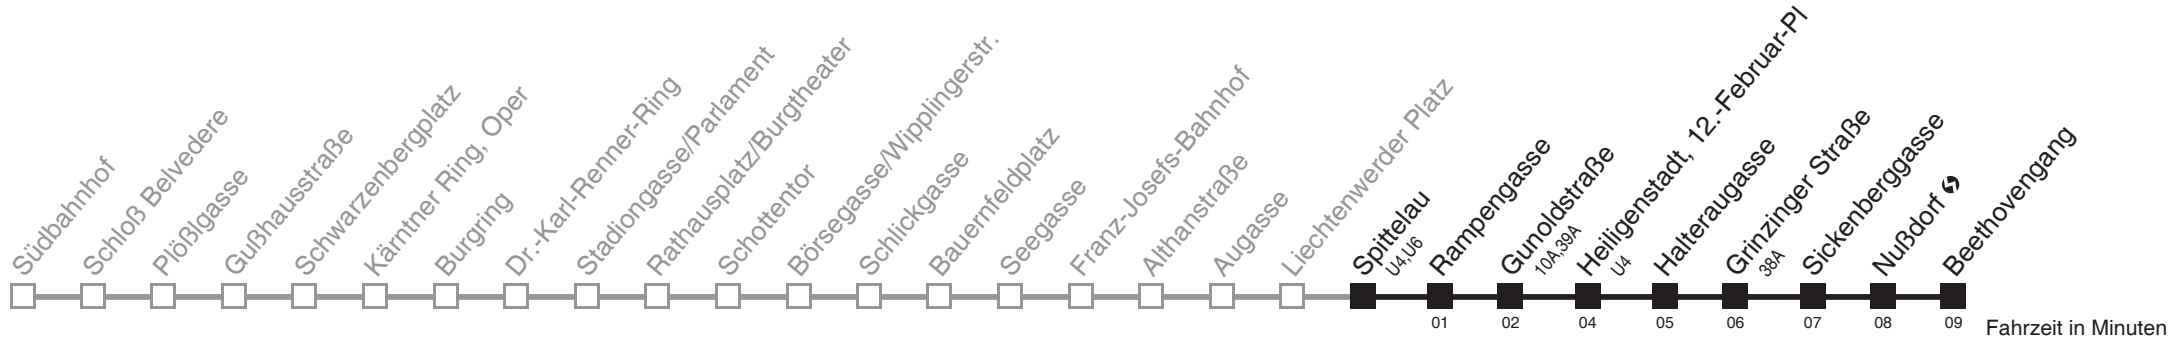 Südbahnhof
Schloß Belvedere
Plößlgasse
Gußhausstraße
Schwarzenbergplatz
Kärntner Ring, Oper
Burgring
Dr.-Karl-Renner-Ring
Stadiongasse/Parlament
Rathausplatz/Burgtheater
Schottentor
Börsegasse/Wipplingerstr.
Schlickgasse
Bauernfeldplatz
Seegasse
Franz-Josefs-Bahnhof
Althanstraße
Augasse
Liechtenwerder Platz
Spittelau
U4,U6
Rampengasse
Gunoldstraße
10A,39A
Heiligenstadt, 12.-Februar-Pl
U4
Halteraugasse
Grinzinger Straße
38A
Sickenberggasse
Nußdorf
Beethovengang
01 02 04 05 06 07 08 09 Fahrzeit in Minuten